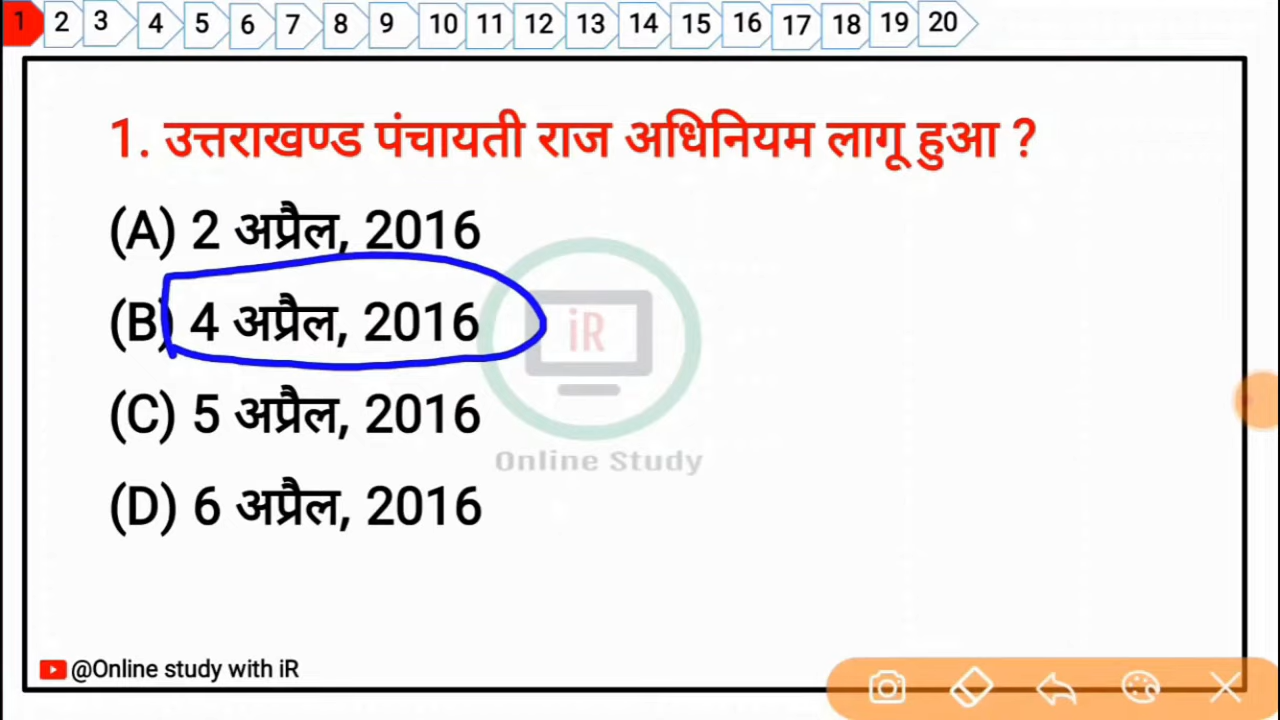 1 2 3 4 5 6 7 8 9 10 11 12 13 14 15 16 17 18 19 20
1. उत्तराखण्ड पंचायती राज अधिनियम लागू हुआ ?
(A) 2 अप्रैल, 2016
(B) 4 अप्रैल, 2016
(C) 5 अप्रैल, 2016
(D) 6 अप्रैल, 2016
iR
Online Study
@Online study with iR